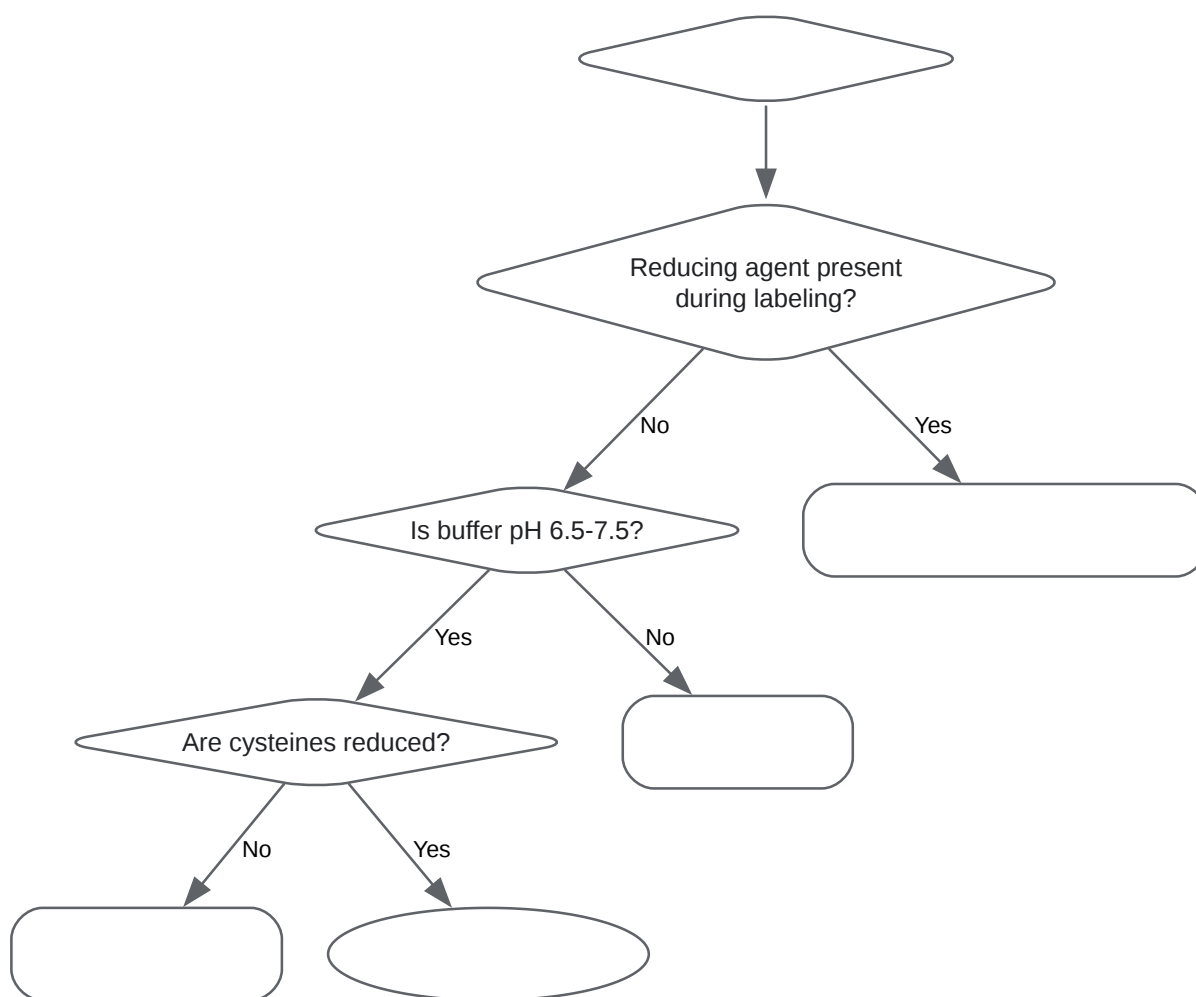 Reducing agent present
during labeling?
No
Yes
Is buffer pH 6.5-7.5?
Yes
No
Are cysteines reduced?
No
Yes